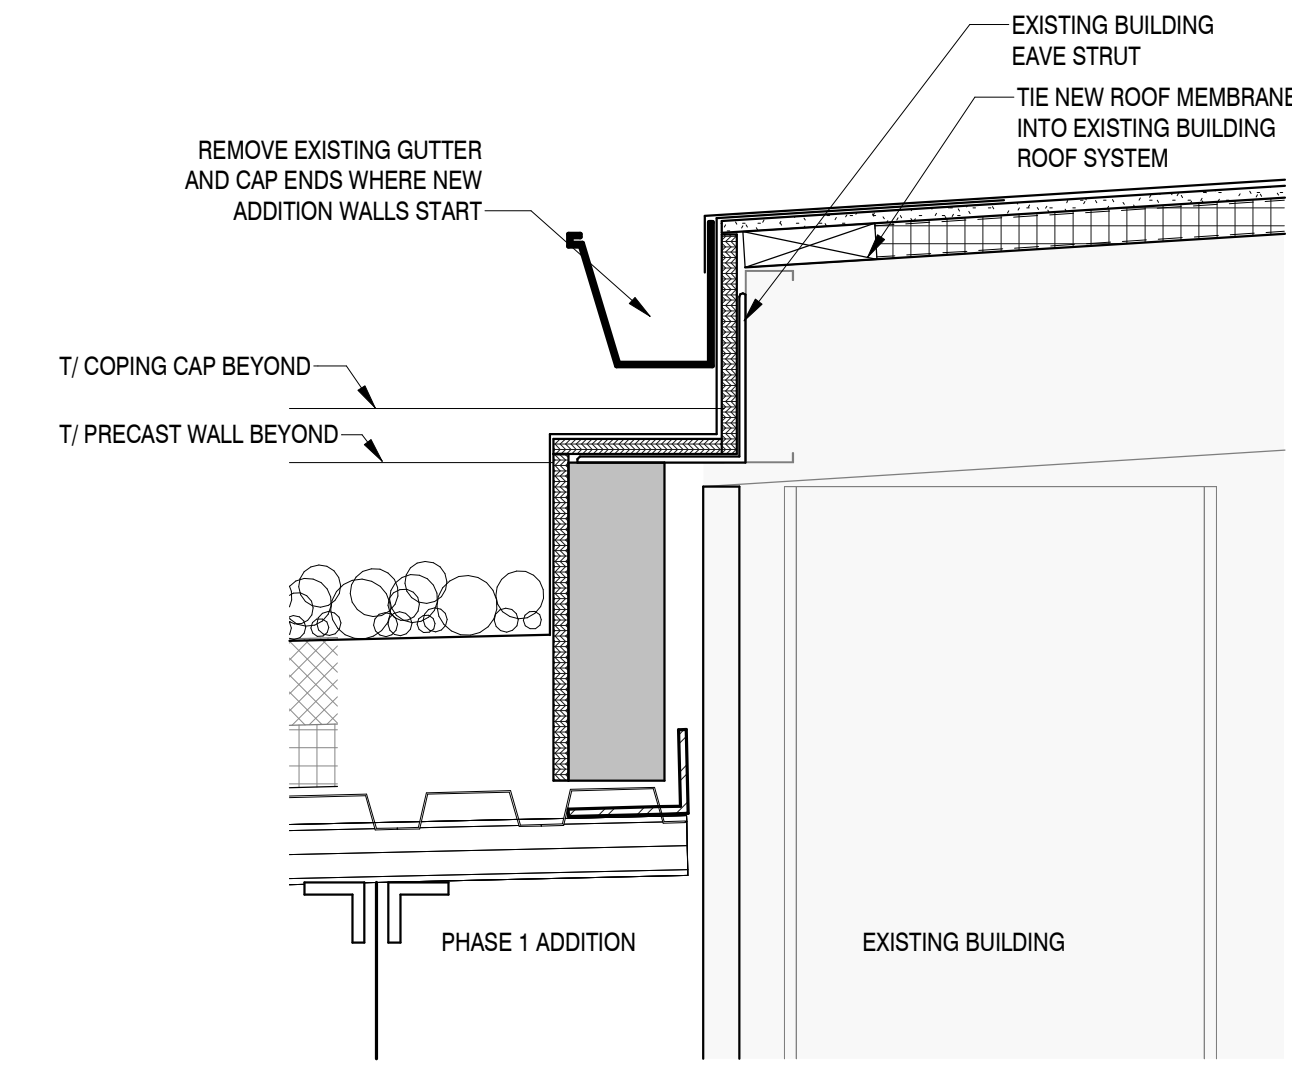 EXISTING BUILDING
EAVE STRUT
TIE NEW ROOF MEMBRANE
INTO EXISTING BUILDING
ROOF SYSTEM
REMOVE EXISTING GUTTER
AND CAP ENDS WHERE NEW
ADDITION WALLS START
T/ COPING CAP BEYOND
T/ PRECAST WALL BEYOND
PHASE 1 ADDITION
EXISTING BUILDING